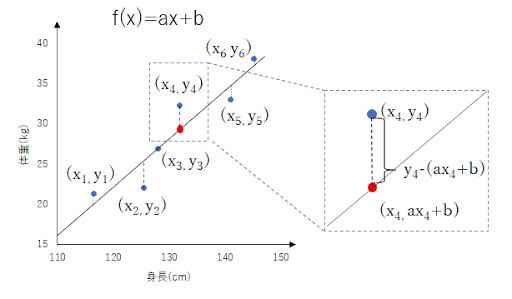 f(x)=ax+b
体重(kg)
40
35
30
25
20
15
110
120
130
140
150
身長(cm)
(x₁, y₁)
(x₂, y₂)
(x₃, y₃)
(x₄, y₄)
(x₅, y₅)
(x₆ y₆)
(x₄, y₄)
y₄-(ax₄+b)
(x₄, ax₄+b)